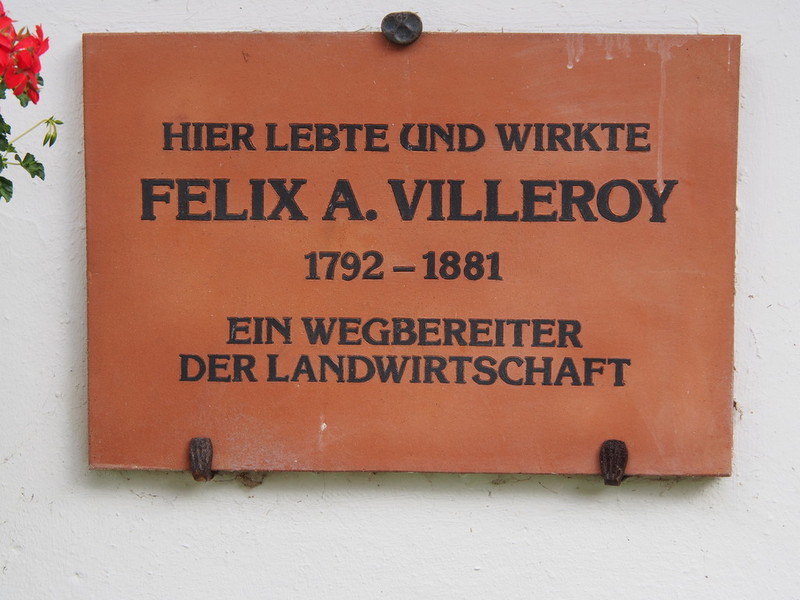 HIER LEBTE UND WIRKTE
FELIX A. VILLEROY
1792 – 1881
EIN WEGBEREITER
DER LANDWIRTSCHAFT